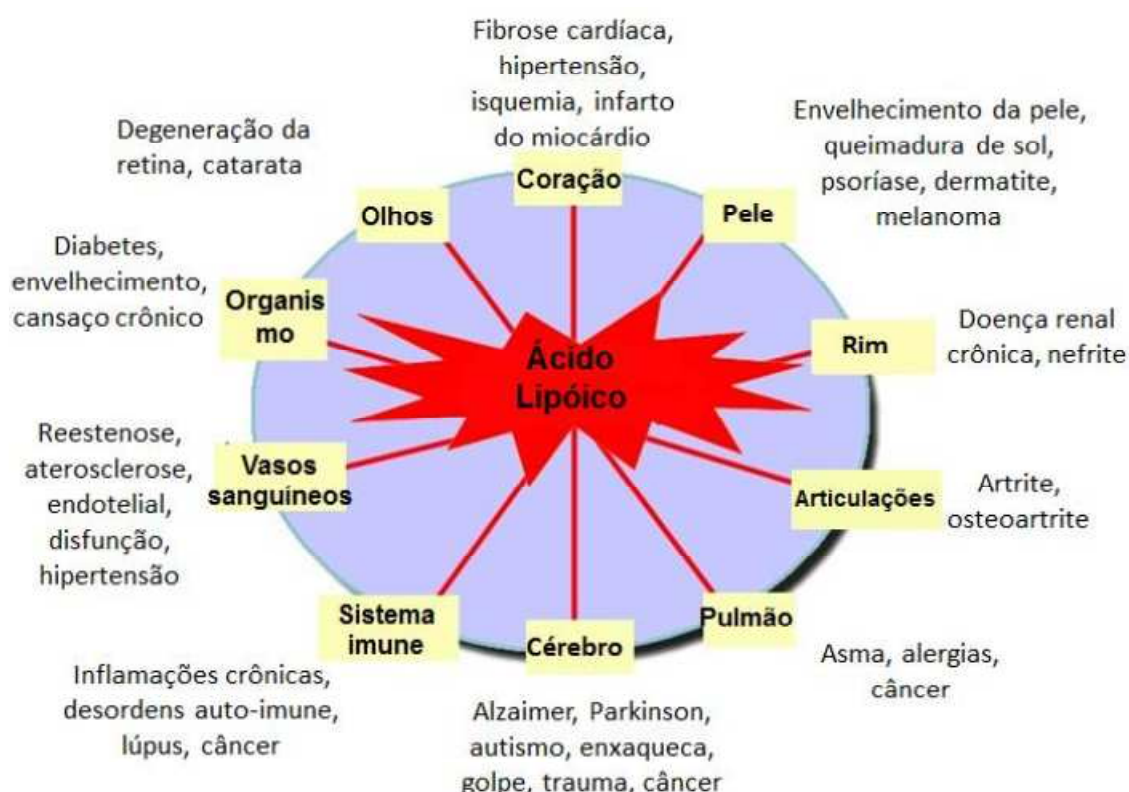 Fibrose cardíaca,
hipertensão,
isquemia, infarto
do miocárdio
Coração
Envelhecimento da pele,
queimadura de sol,
psoríase, dermatite,
melanoma
Pele
Degeneração da
retina, catarata
Olhos
Diabetes,
envelhecimento,
cansaço crônico
Organis
mo
Doença renal
crônica, nefrite
Rim
Ácido
Lipóico
Reestenose,
aterosclerose,
endotelial,
disfunção,
hipertensão
Vasos
sanguíneos
Articulações
Artrite,
osteoartrite
Sistema
imune
Inflamações crônicas,
desordens auto-imune,
lúpus, câncer
Cérebro
Alzaimer, Parkinson,
autismo, enxaqueca,
golpe, trauma, câncer
Pulmão
Asma, alergias,
câncer